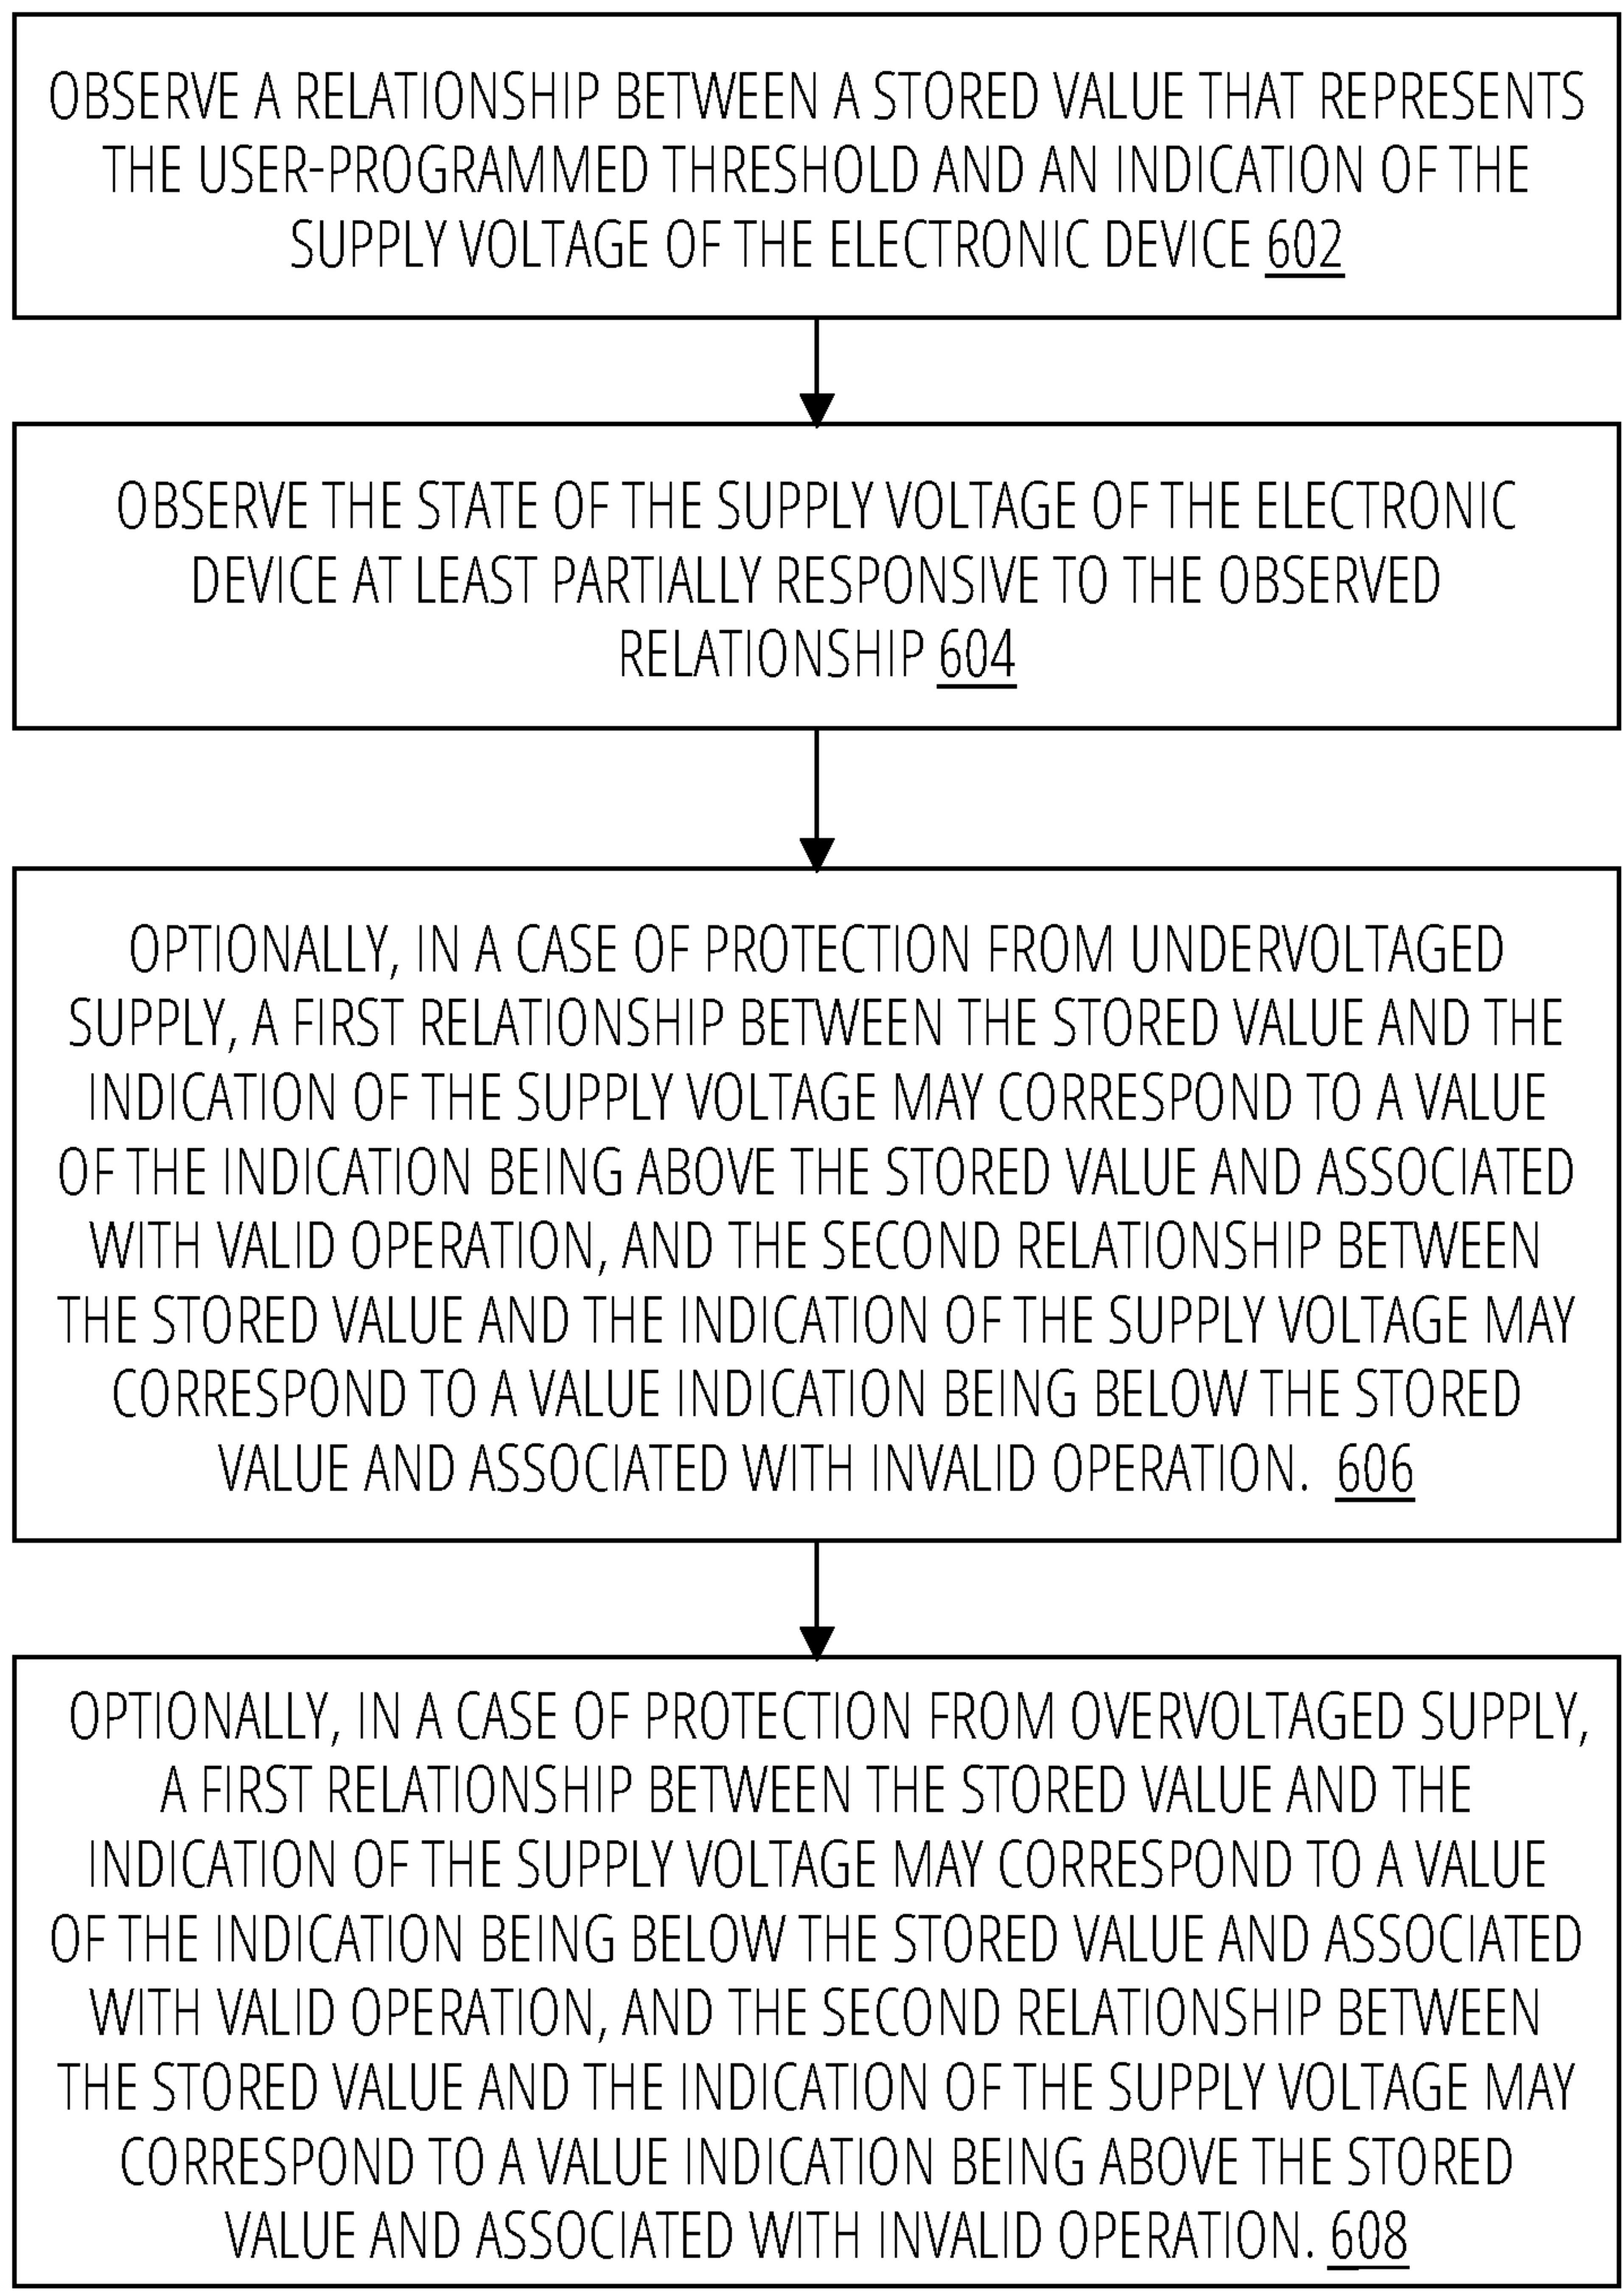 OBSERVE A RELATIONSHIP BETWEEN A STORED VALUE THAT REPRESENTS
THE USER-PROGRAMMED THRESHOLD AND AN INDICATION OF THE
SUPPLY VOLTAGE OF THE ELECTRONIC DEVICE 602
OBSERVE THE STATE OF THE SUPPLY VOLTAGE OF THE ELECTRONIC
DEVICE AT LEAST PARTIALLY RESPONSIVE TO THE OBSERVED
RELATIONSHIP 604
OPTIONALLY, IN A CASE OF PROTECTION FROM UNDERVOLTAGED
SUPPLY, A FIRST RELATIONSHIP BETWEEN THE STORED VALUE AND THE
INDICATION OF THE SUPPLY VOLTAGE MAY CORRESPOND TO A VALUE
OF THE INDICATION BEING ABOVE THE STORED VALUE AND ASSOCIATED
WITH VALID OPERATION, AND THE SECOND RELATIONSHIP BETWEEN
THE STORED VALUE AND THE INDICATION OF THE SUPPLY VOLTAGE MAY
CORRESPOND TO A VALUE INDICATION BEING BELOW THE STORED
VALUE AND ASSOCIATED WITH INVALID OPERATION. 606
OPTIONALLY, IN A CASE OF PROTECTION FROM OVERVOLTAGED SUPPLY,
A FIRST RELATIONSHIP BETWEEN THE STORED VALUE AND THE
INDICATION OF THE SUPPLY VOLTAGE MAY CORRESPOND TO A VALUE
OF THE INDICATION BEING BELOW THE STORED VALUE AND ASSOCIATED
WITH VALID OPERATION, AND THE SECOND RELATIONSHIP BETWEEN
THE STORED VALUE AND THE INDICATION OF THE SUPPLY VOLTAGE MAY
CORRESPOND TO A VALUE INDICATION BEING ABOVE THE STORED
VALUE AND ASSOCIATED WITH INVALID OPERATION. 608